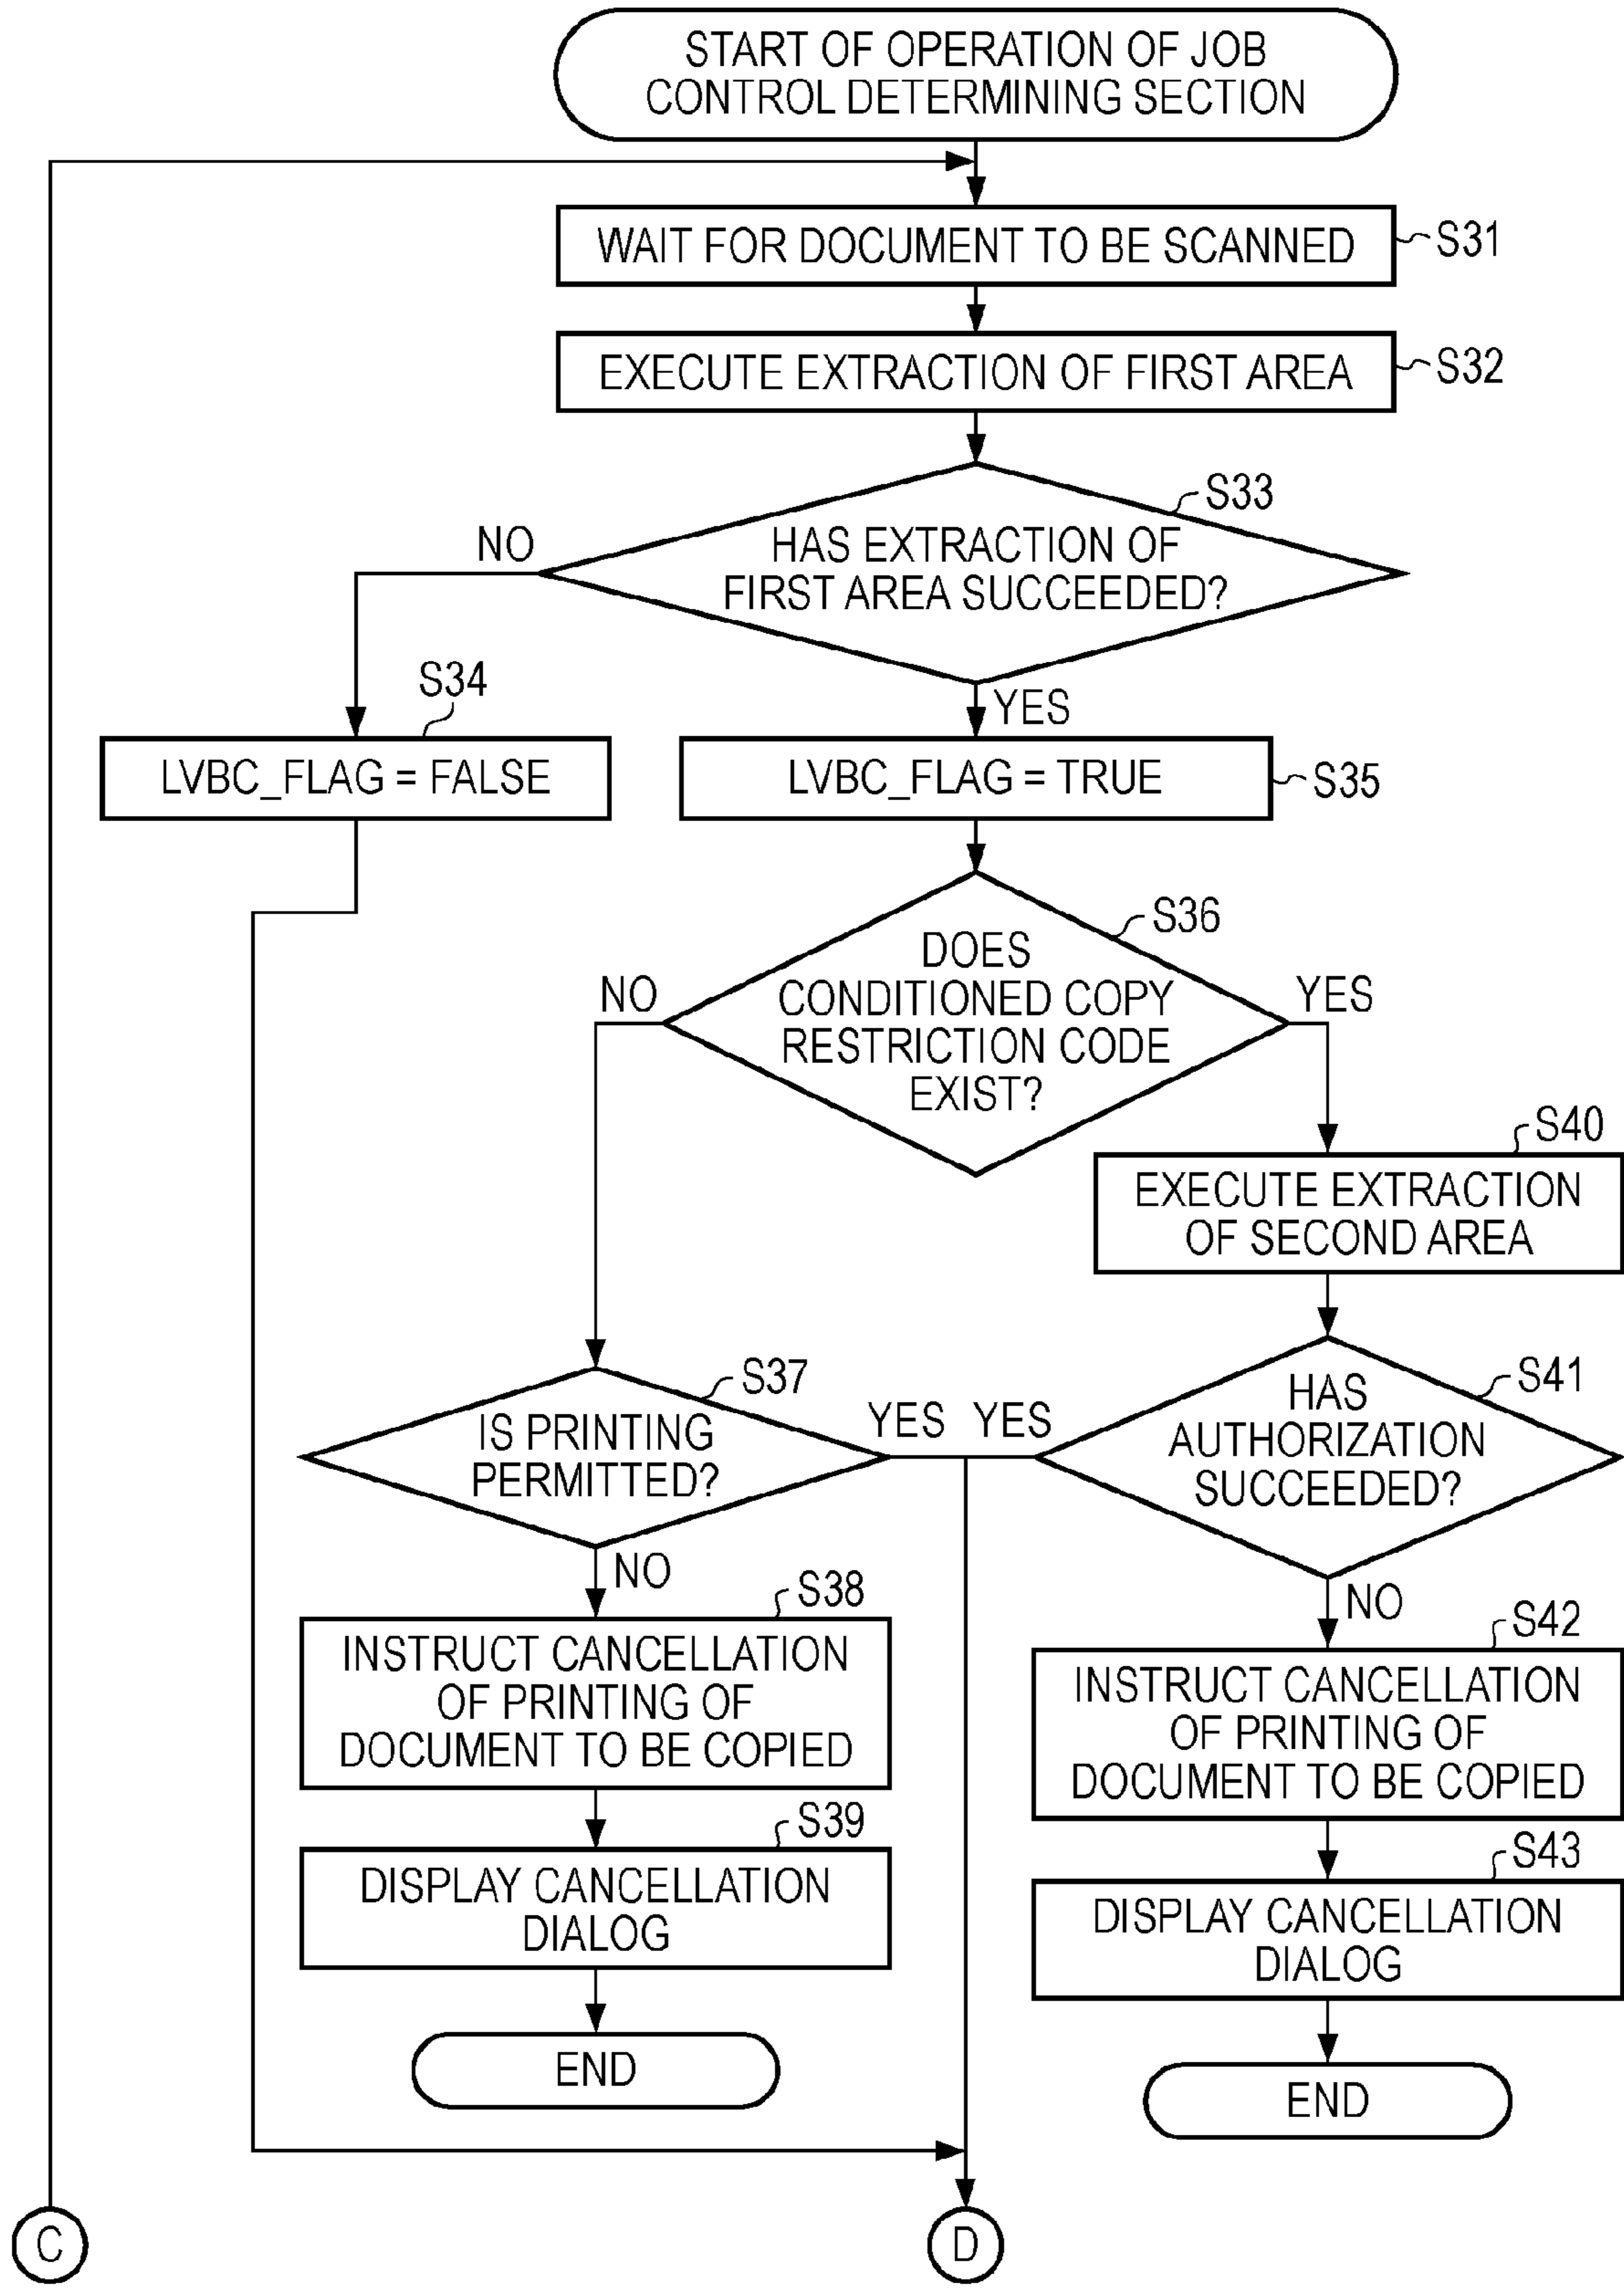 START OF OPERATION OF JOB
CONTROL DETERMINING SECTION
WAIT FOR DOCUMENT TO BE SCANNED
S31
EXECUTE EXTRACTION OF FIRST AREA
S32
S33
HAS EXTRACTION OF
FIRST AREA SUCCEEDED?
NO
YES
S34
LVBC_FLAG = FALSE
LVBC_FLAG = TRUE
S35
S36
DOES
CONDITIONED COPY
RESTRICTION CODE
EXIST?
NO
YES
S40
EXECUTE EXTRACTION
OF SECOND AREA
S37
IS PRINTING
PERMITTED?
YES
YES
S41
HAS
AUTHORIZATION
SUCCEEDED?
NO
NO
S38
INSTRUCT CANCELLATION
OF PRINTING OF
DOCUMENT TO BE COPIED
S42
INSTRUCT CANCELLATION
OF PRINTING OF
DOCUMENT TO BE COPIED
S39
DISPLAY CANCELLATION
DIALOG
S43
DISPLAY CANCELLATION
DIALOG
END
END
C
D